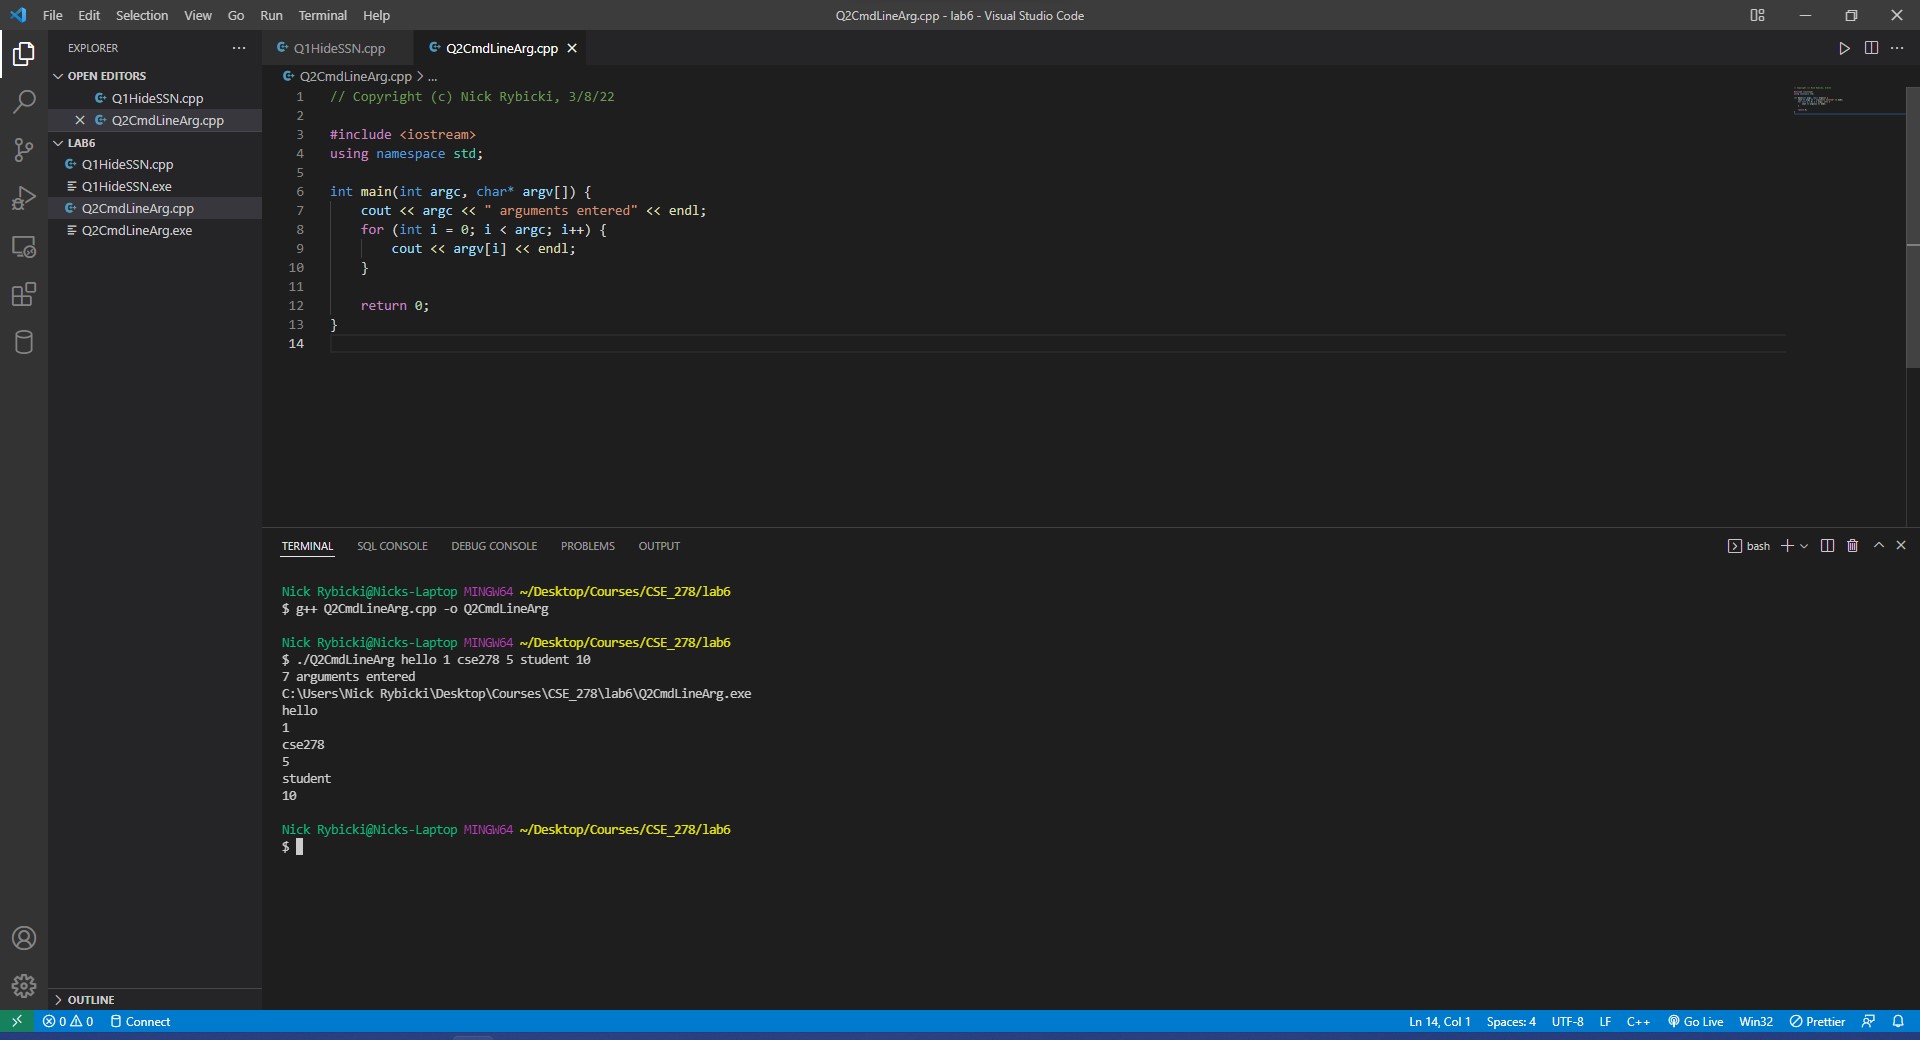 File Edit Selection View Go Run Terminal Help
Q2CmdLineArg.cpp - lab6 - Visual Studio Code
EXPLORER
OPEN EDITORS
Q1HideSSN.cpp
Q2CmdLineArg.cpp
LAB6
Q1HideSSN.cpp
Q1HideSSN.exe
Q2CmdLineArg.cpp
Q2CmdLineArg.exe
OUTLINE
Q1HideSSN.cpp Q2CmdLineArg.cpp
Q2CmdLineArg.cpp > ...
1 // Copyright (c) Nick Rybicki, 3/8/22
2
3 #include <iostream>
4 using namespace std;
5
6 int main(int argc, char* argv[]) {
7 cout << argc << " arguments entered" << endl;
8 for (int i = 0; i < argc; i++) {
9 cout << argv[i] << endl;
10 }
11
12 return 0;
13 }
14
TERMINAL SQL CONSOLE DEBUG CONSOLE PROBLEMS OUTPUT
bash
Nick Rybicki@Nicks-Laptop MINGW64 ~/Desktop/Courses/CSE_278/lab6
$ g++ Q2CmdLineArg.cpp -o Q2CmdLineArg
Nick Rybicki@Nicks-Laptop MINGW64 ~/Desktop/Courses/CSE_278/lab6
$ ./Q2CmdLineArg hello 1 cse278 5 student 10
7 arguments entered
C:\Users\Nick Rybicki\Desktop\Courses\CSE_278\lab6\Q2CmdLineArg.exe
hello
1
cse278
5
student
10
Nick Rybicki@Nicks-Laptop MINGW64 ~/Desktop/Courses/CSE_278/lab6
$
0 0 Connect
Ln 14, Col 1 Spaces: 4 UTF-8 LF C++ Go Live Win32 Prettier